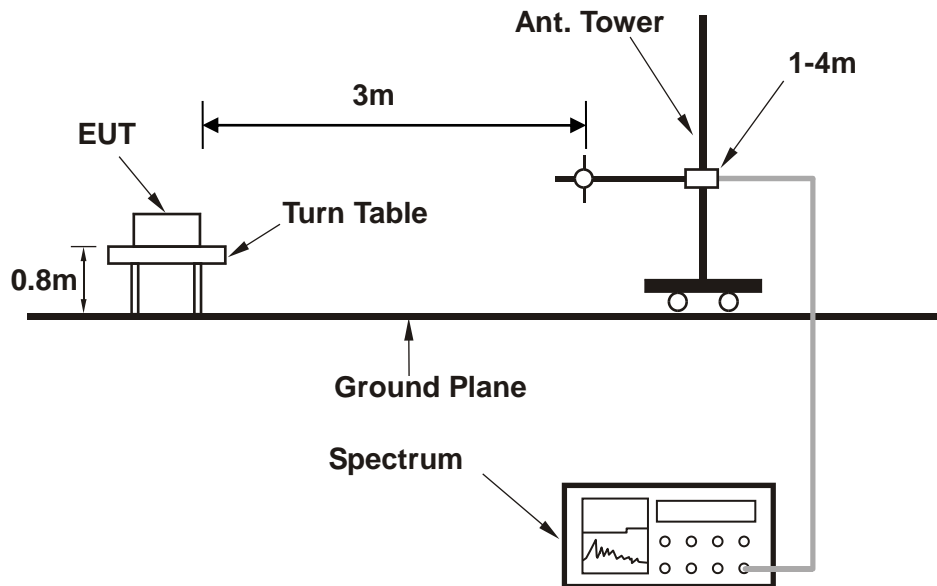 Ant. Tower
1-4m
3m
EUT
Turn Table
0.8m
Ground Plane
Spectrum